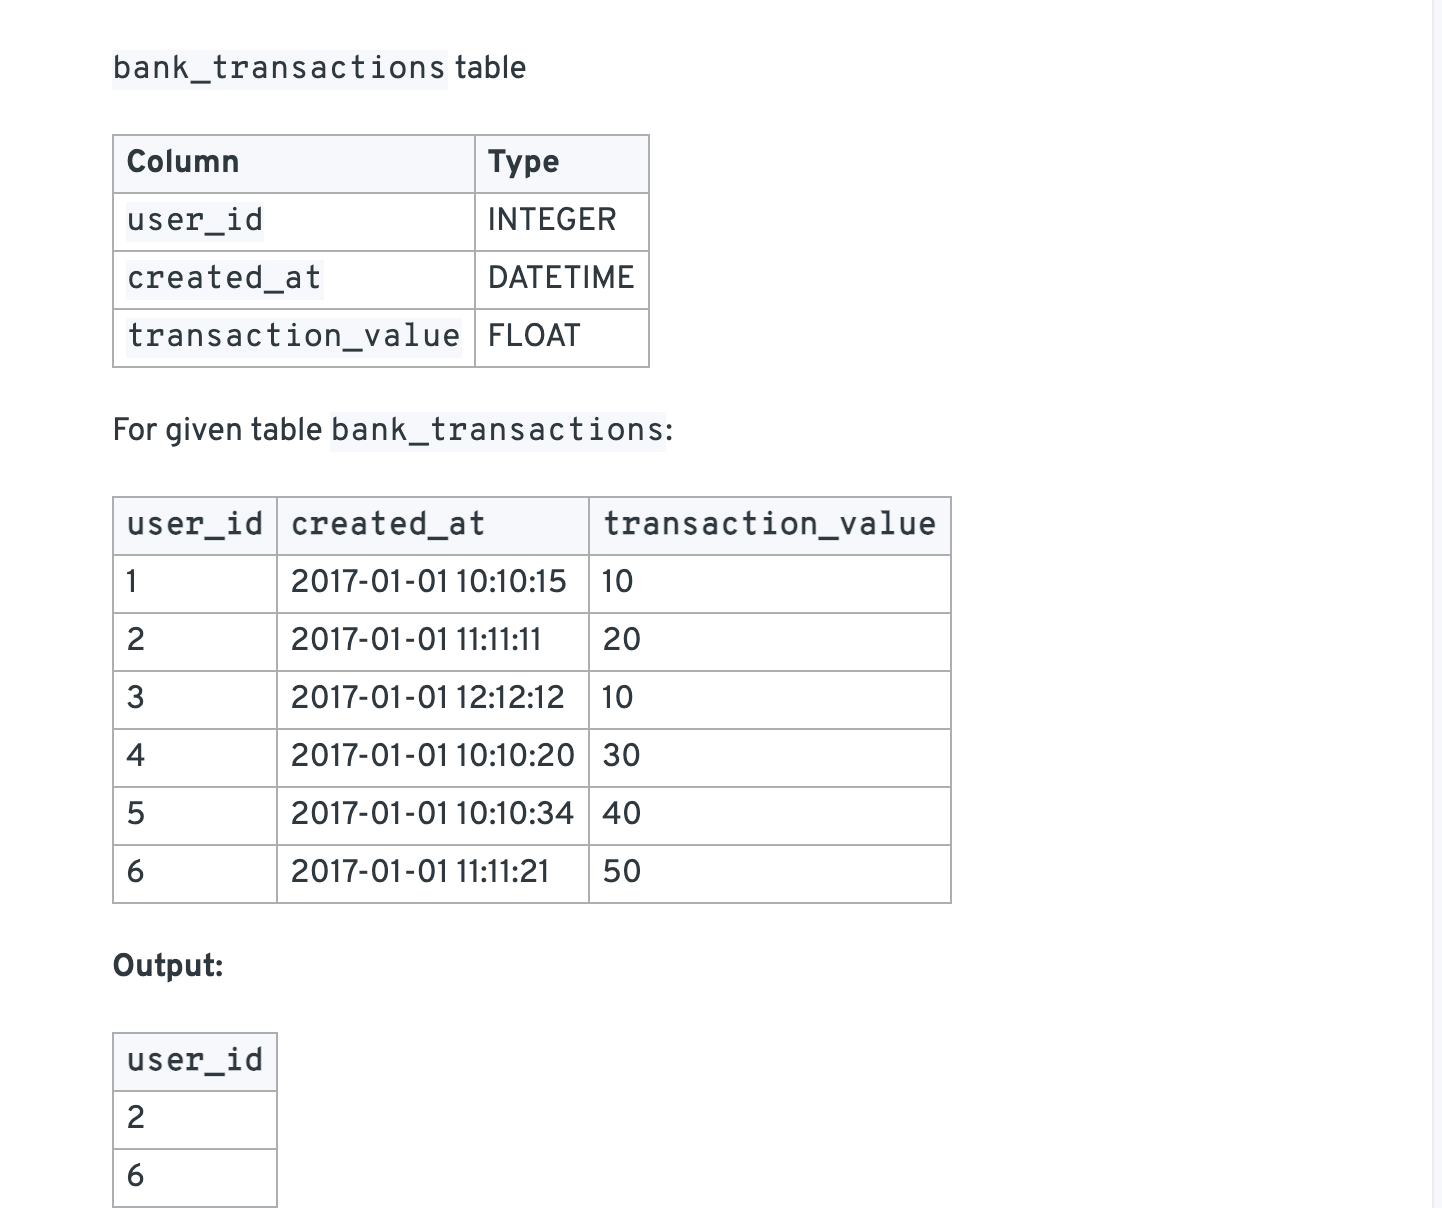 bank_transactions table
Column Type
user_id INTEGER
created_at DATETIME
transaction_value FLOAT
For given table bank_transactions:
user_id created_at transaction_value
1 2017-01-01 10:10:15 10
2 2017-01-01 11:11:11 20
3 2017-01-01 12:12:12 10
4 2017-01-01 10:10:20 30
5 2017-01-01 10:10:34 40
6 2017-01-01 11:11:21 50
Output:
user_id
2
6